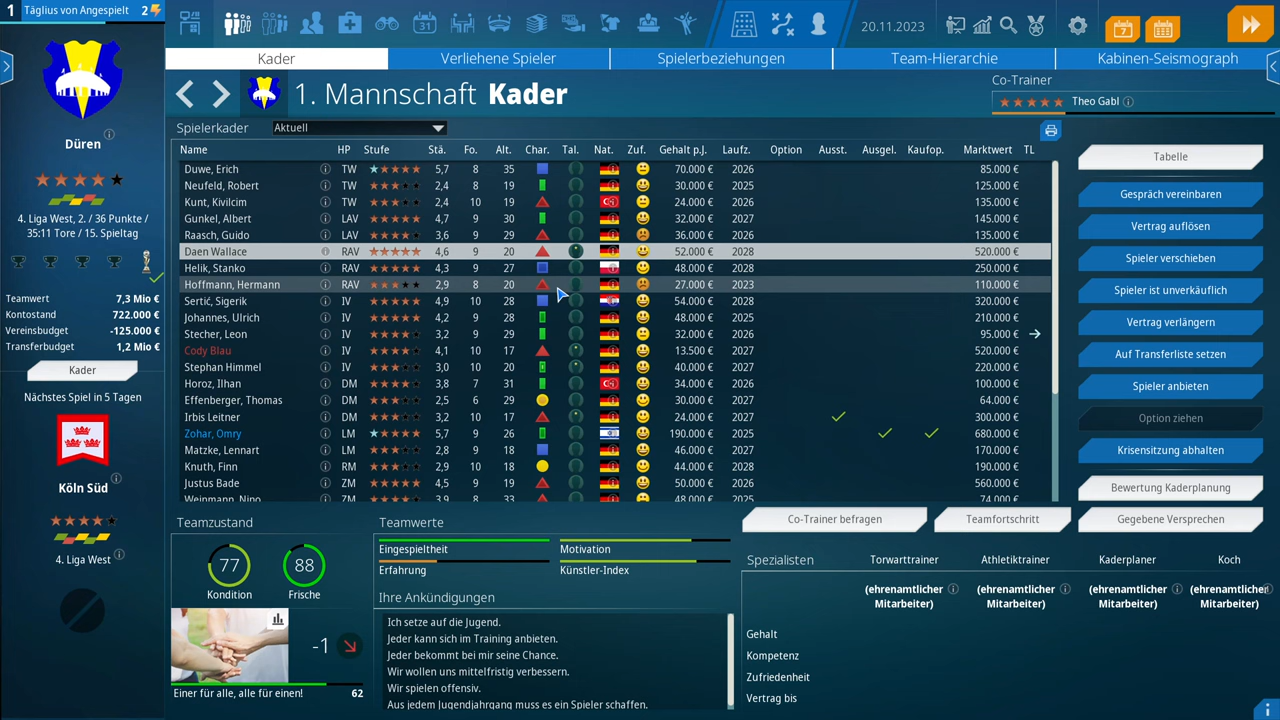 1 Täglius von Angespielt 2
20.11.2023
Kader Verliehene Spieler Spielerbeziehungen Team-Hierarchie Kabinen-Seismograph
1. Mannschaft Kader
Co-Trainer
Theo Gabl
Spielerkader Aktuell
Name HP Stufe Stä. Fo. Alt. Char. Tal. Nat. Zuf. Gehalt p.J. Laufz. Option Ausst. Ausgel. Kaufop. Marktwert TL
Duwe, Erich TW 5,7 8 35 70.000 € 2026 85.000 €
Neufeld, Robert TW 2,4 8 19 30.000 € 2025 125.000 €
Kunt, Kivilcim TW 2,4 10 19 24.000 € 2026 135.000 €
Gunkel, Albert LAV 4,7 9 30 32.000 € 2027 145.000 €
Raasch, Guido LAV 3,6 9 29 36.000 € 2026 135.000 €
Daen Wallace RAV 4,6 9 20 52.000 € 2028
Helik, Stanko RAV 4,3 9 27 48.000 € 2028 250.000 €
Hoffmann, Hermann RAV 2,9 8 20 27.000 € 2023 110.000 €
Sertić, Sigerik IV 4,9 10 28 54.000 € 2028 320.000 €
Johannes, Ulrich IV 4,2 9 28 48.000 € 2025 210.000 €
Stecher, Leon IV 3,2 9 29 32.000 € 2026 95.000 €
Cody Blau IV 4,1 10 17 13.500 € 2027 520.000 €
Stephan Himmel IV 3,0 10 20 40.000 € 2027 220.000 €
Horoz, Ilhan DM 3,8 7 31 34.000 € 2026 100.000 €
Effenberger, Thomas DM 2,5 6 29 30.000 € 2027 64.000 €
Irbis Leitner DM 3,2 10 17 24.000 € 2027 300.000 €
Zohar, Omry LM 5,7 9 26 190.000 € 2025 680.000 €
Matzke, Lennart LM 2,8 9 18 46.000 € 2027 170.000 €
Knuth, Finn RM 2,9 10 18 44.000 € 2028 190.000 €
Justus Bade ZM 4,5 9 19 50.000 € 2025 560.000 €
Weinmann, Nino ZM 3,9 8 33 48.000 € 2025 74.000 €
Düren
4. Liga West, 2. / 36 Punkte /
35:11 Tore / 15. Spieltag
Teamwert 7,3 Mio €
Kontostand 722.000 €
Vereinsbudget -125.000 €
Transferbudget 1,2 Mio €
Kader
Nächstes Spiel in 5 Tagen
Köln Süd
4. Liga West
Tabelle
Gespräch vereinbaren
Vertrag auflösen
Spieler verschieben
Spieler ist unverkäuflich
Vertrag verlängern
Auf Transferliste setzen
Spieler anbieten
Option ziehen
Krisensitzung abhalten
Bewertung Kaderplanung
Gegebene Versprechen
Co-Trainer befragen
Teamfortschritt
Teamzustand
77 88
Kondition Frische
-1
Einer für alle, alle für einen! 62
Teamwerte
Eingespieltheit Motivation
Erfahrung Künstler-Index
Ihre Ankündigungen
Ich setze auf die Jugend.
Jeder kann sich im Training anbieten.
Jeder bekommt bei mir seine Chance.
Wir wollen uns mittelfristig verbessern.
Wir spielen offensiv.
Aus jedem Jugendjahrgang muss es ein Spieler schaffen.
Spezialisten Torwarttrainer Athletiktrainer Kaderplaner Koch
(ehrenamtlicher (ehrenamtlicher (ehrenamtlicher (ehrenamtlicher
Mitarbeiter) Mitarbeiter) Mitarbeiter) Mitarbeiter)
Gehalt
Kompetenz
Zufriedenheit
Vertrag bis